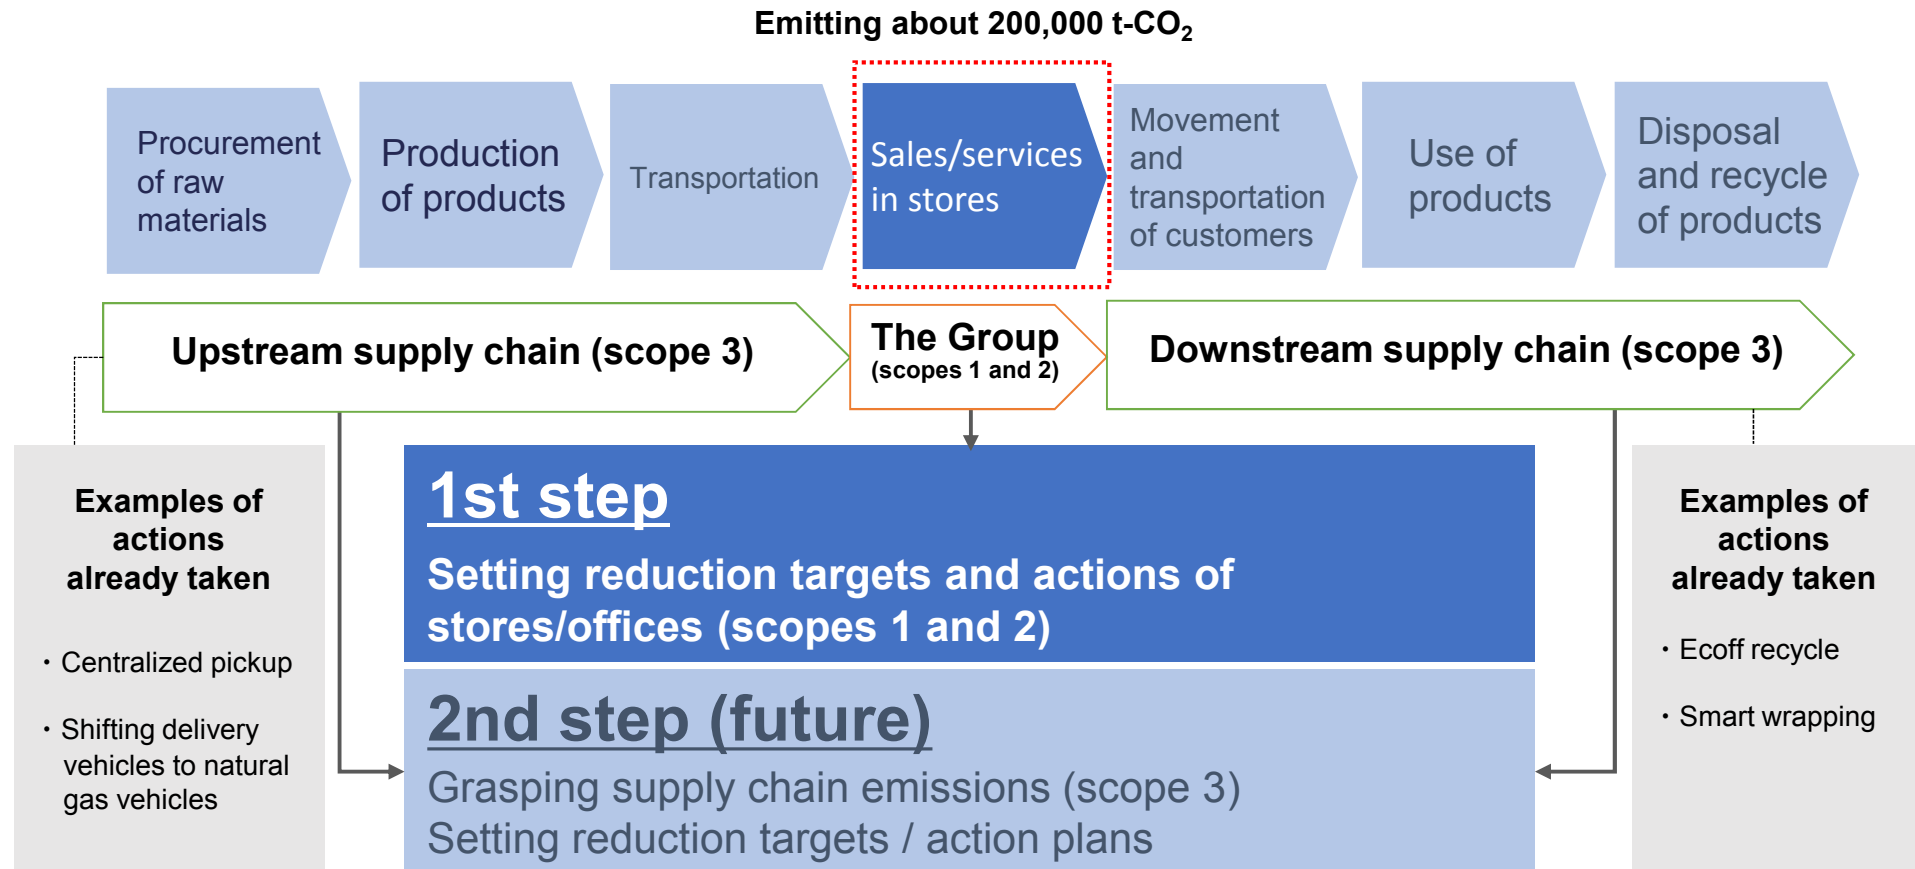 Emitting about 200,000 t-CO₂
Procurement
of raw
materials
Production
of products
Transportation
Sales/services
in stores
Movement
and
transportation
of customers
Use of
products
Disposal
and recycle
of products
Upstream supply chain (scope 3)
The Group
(scopes 1 and 2)
Downstream supply chain (scope 3)
Examples of
actions
already taken
・Centralized pickup
・Shifting delivery
vehicles to natural
gas vehicles
1st step
Setting reduction targets and actions of
stores/offices (scopes 1 and 2)
2nd step (future)
Grasping supply chain emissions (scope 3)
Setting reduction targets / action plans
Examples of
actions
already taken
・Ecoff recycle
・Smart wrapping